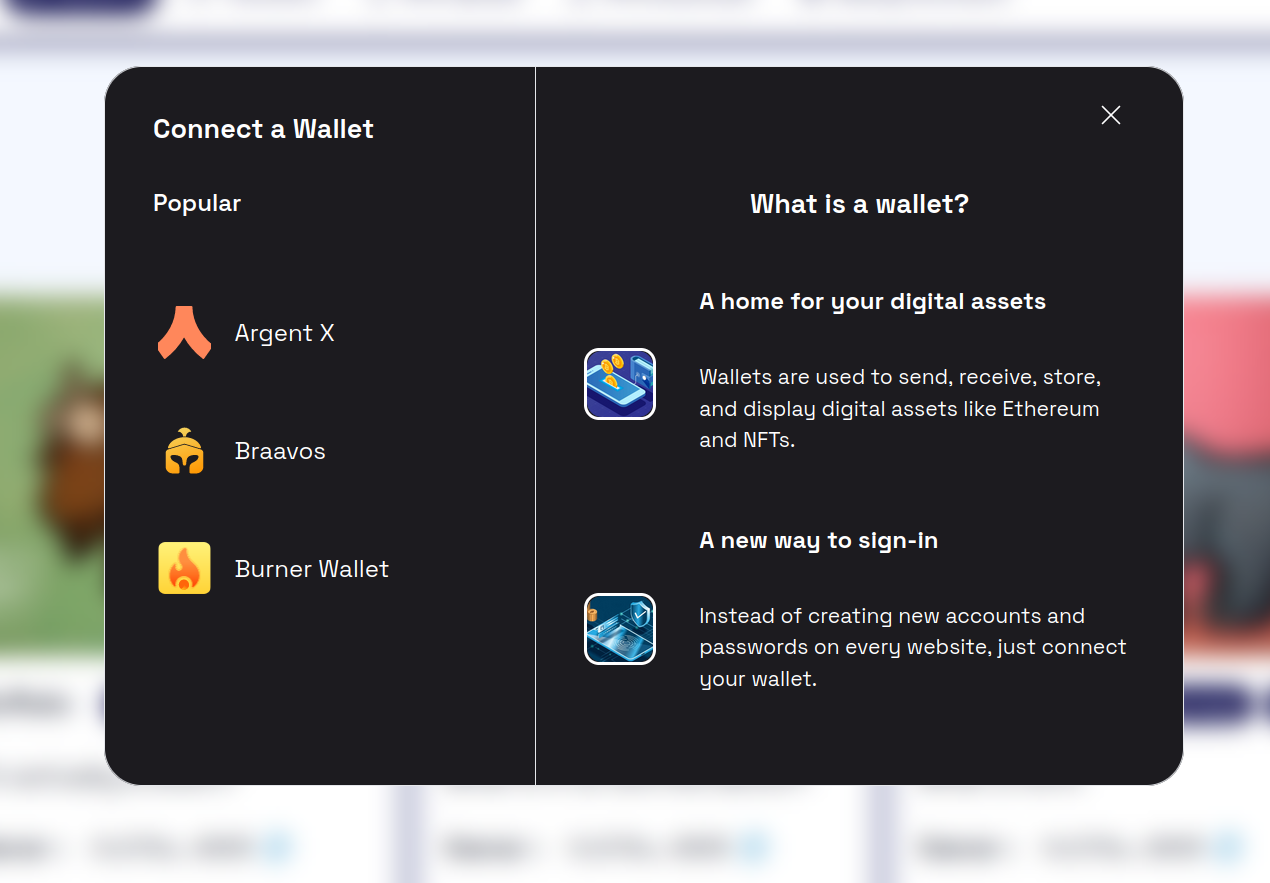 Connect a Wallet
Popular
Argent X
Braavos
Burner Wallet
What is a wallet?
A home for your digital assets
Wallets are used to send, receive, store,
and display digital assets like Ethereum
and NFTs.
A new way to sign-in
Instead of creating new accounts and
passwords on every website, just connect
your wallet.